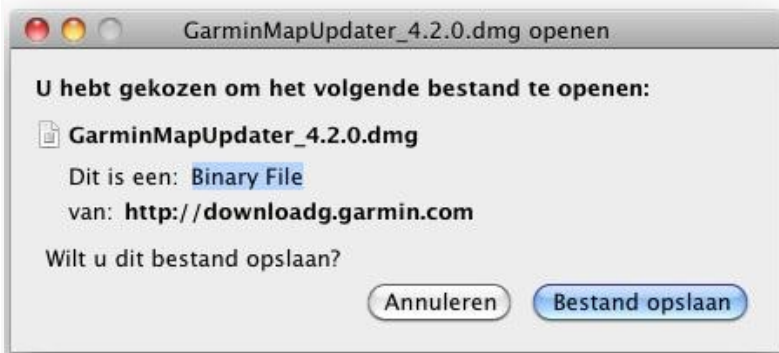 GarminMapUpdater_4.2.0.dmg openen
U hebt gekozen om het volgende bestand te openen:
GarminMapUpdater_4.2.0.dmg
Dit is een: Binary File
van: http://downloadg.garmin.com
Wilt u dit bestand opslaan?
Annuleren Bestand opslaan